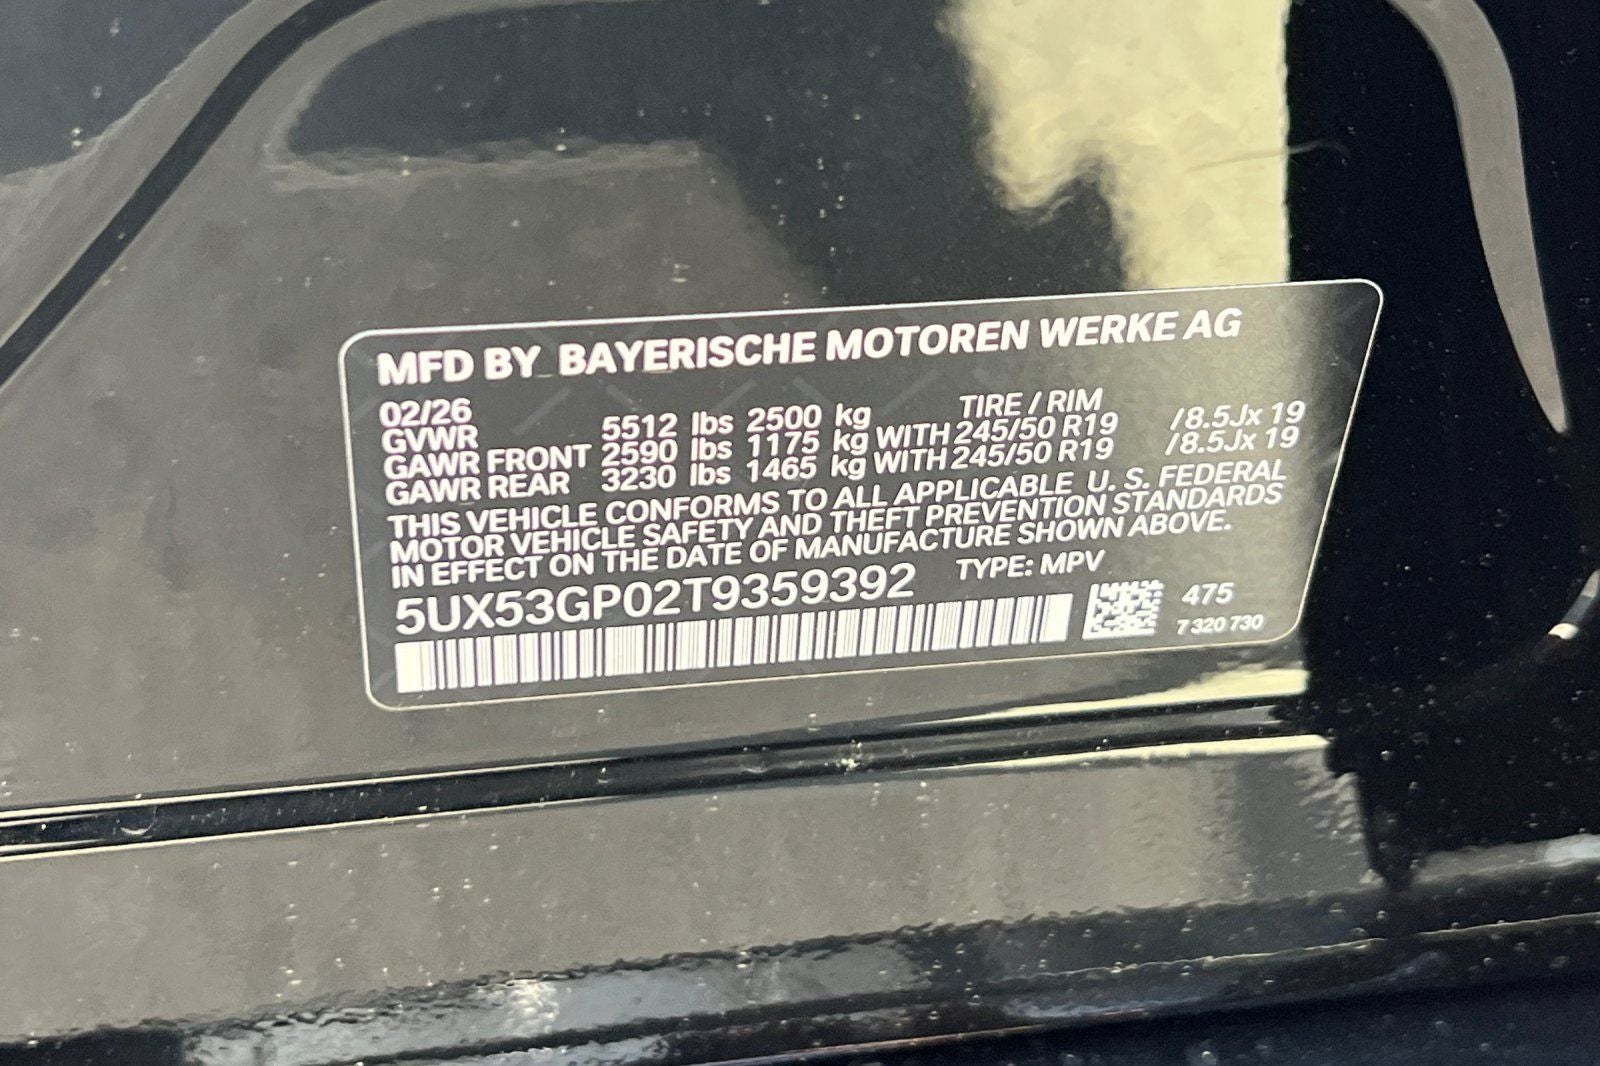 MFD BY BAYERISCHE MOTOREN WERKE AG
02/26 TIRE / RIM
GVWR 5512 lbs 2500 kg
GAWR FRONT 2590 lbs 1175 kg WITH 245/50 R19 /8.5Jx 19
GAWR REAR 3230 lbs 1465 kg WITH 245/50 R19 /8.5Jx 19
THIS VEHICLE CONFORMS TO ALL APPLICABLE U. S. FEDERAL
MOTOR VEHICLE SAFETY AND THEFT PREVENTION STANDARDS
IN EFFECT ON THE DATE OF MANUFACTURE SHOWN ABOVE.
5UX53GP02T9359392 TYPE: MPV
475
7 320 730